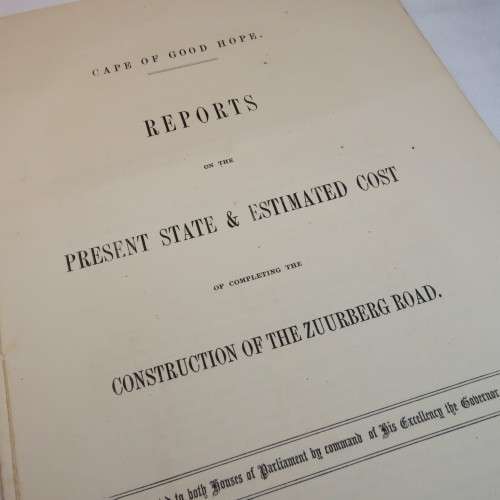 CAPE OF GOOD HOPE.
REPORTS
ON THE
PRESENT STATE & ESTIMATED COST
OF COMPLETING THE
CONSTRUCTION OF THE ZUURBERG ROAD.
to both Houses of Parliament by command of His Excellency the Governor.